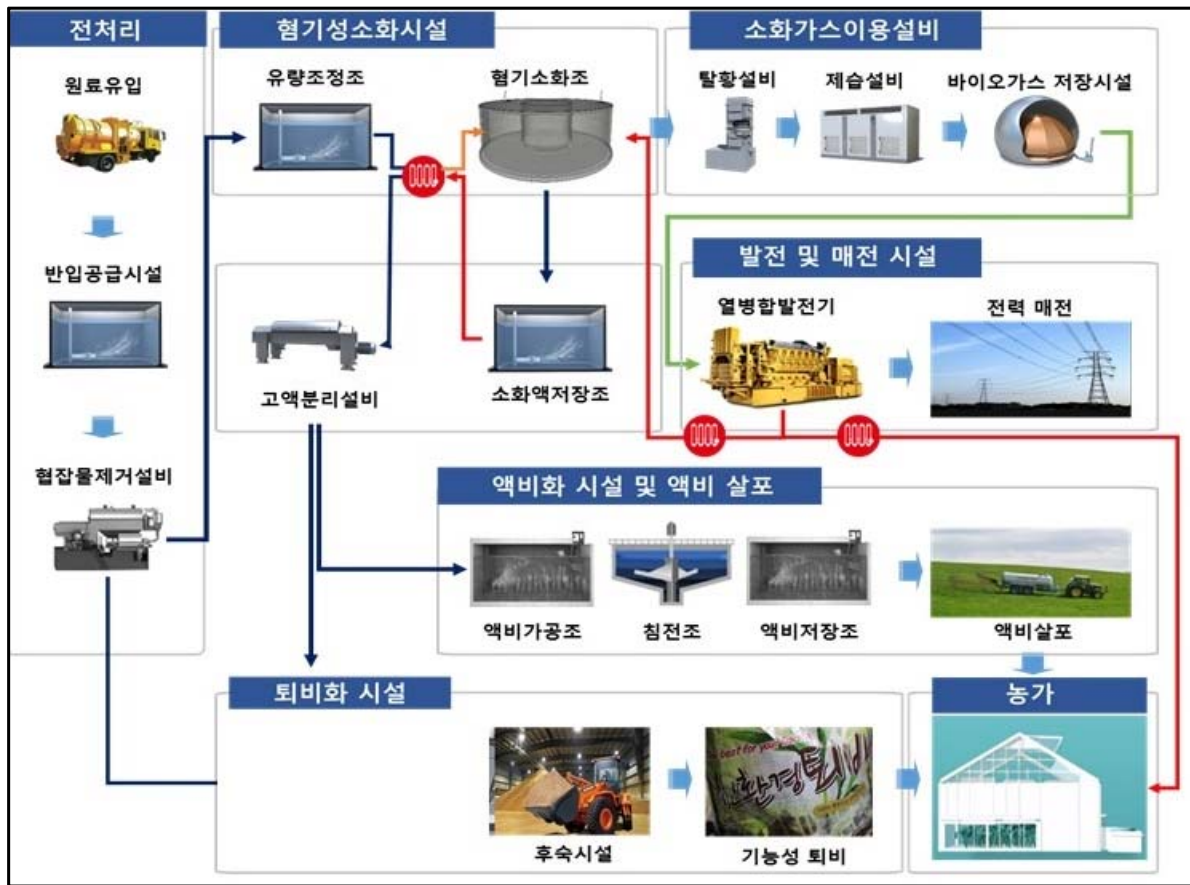 전처리
혐기성소화시설
소화가스이용설비
원료유입
유량조정조
혐기소화조
탈황설비
제습설비
바이오가스 저장시설
반입공급시설
발전 및 매전 시설
열병합발전기
전력 매전
고액분리설비
소화액저장조
협잡물제거설비
액비화 시설 및 액비 살포
액비가공조
침전조
액비저장조
액비살포
퇴비화 시설
농가
best for you
환경퇴비
후숙시설
기능성 퇴비